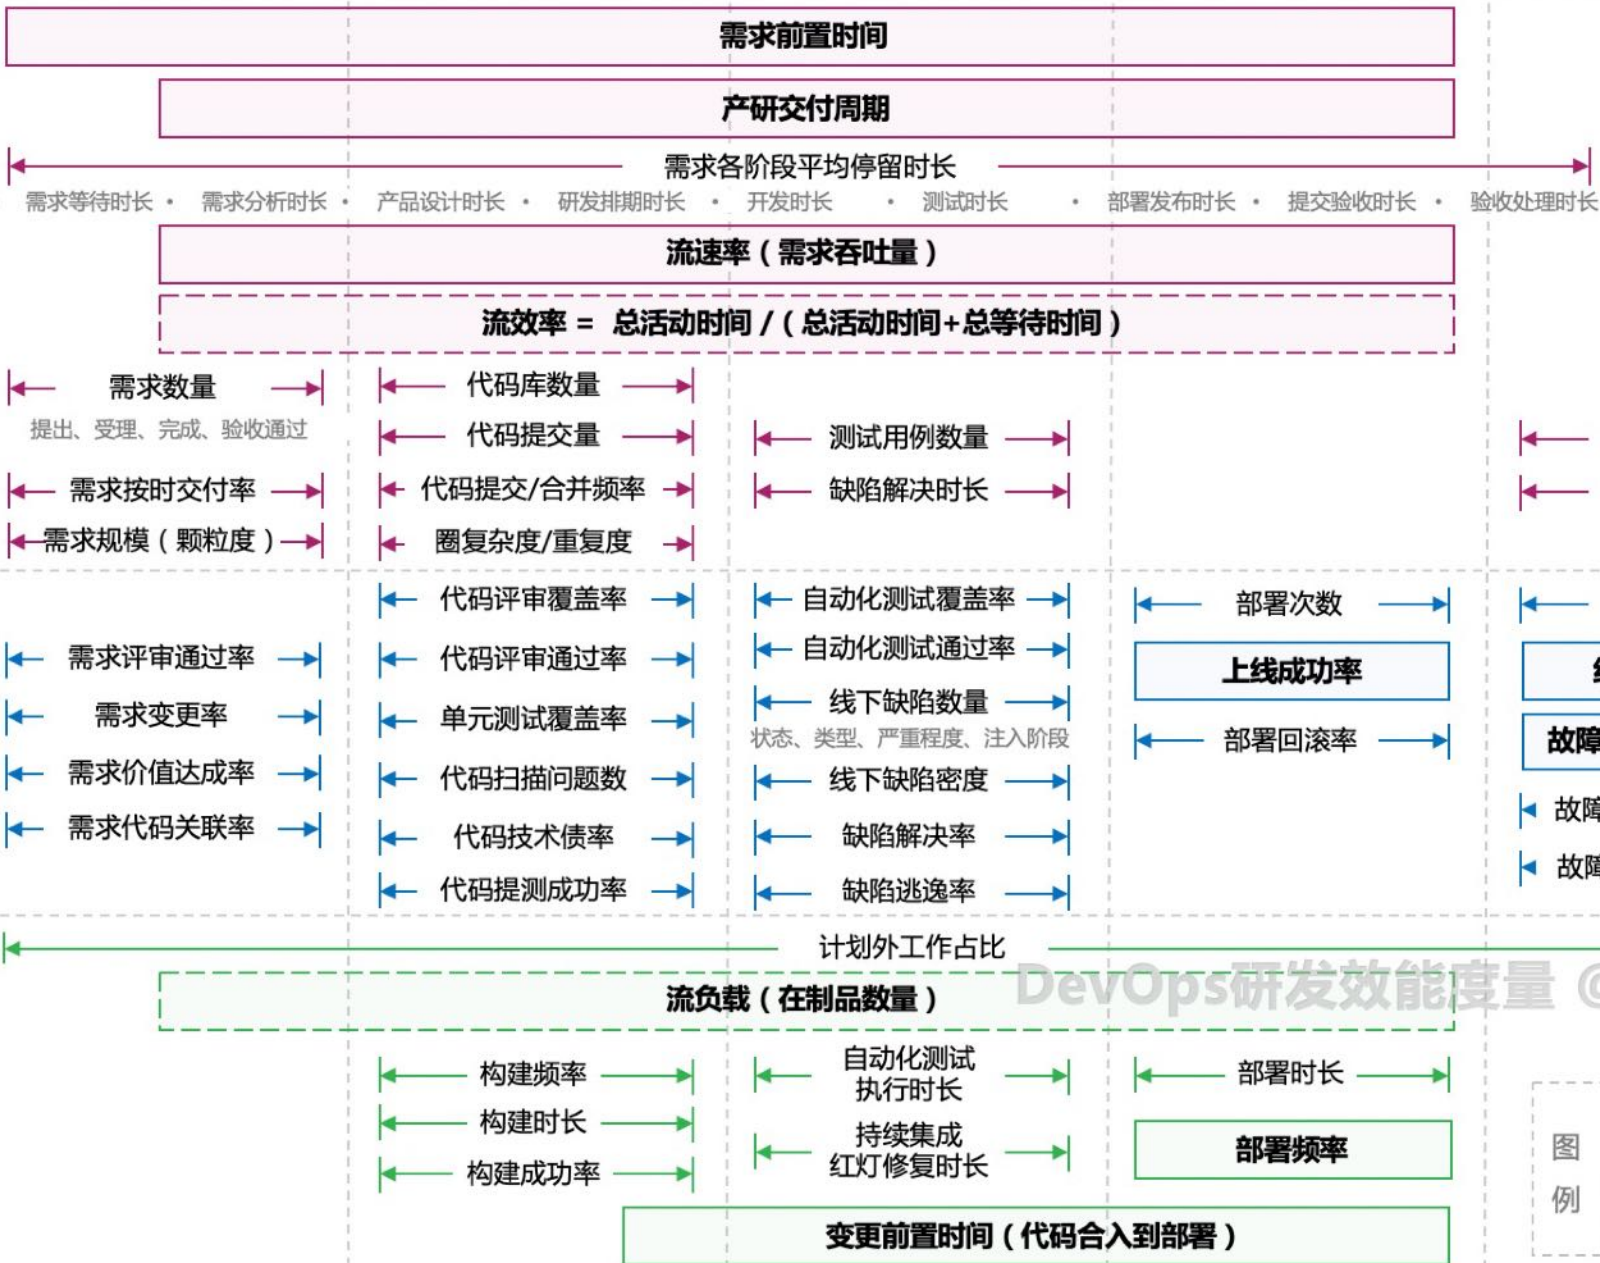 需求前置时间
产研交付周期
需求各阶段平均停留时长
需求等待时长 • 需求分析时长 • 产品设计时长 • 研发排期时长 • 开发时长 • 测试时长 • 部署发布时长 • 提交验收时长 • 验收处理时长
流速率（需求吞吐量）
流效率 = 总活动时间 /（总活动时间+总等待时间）
需求数量
提出、受理、完成、验收通过
需求按时交付率
需求规模（颗粒度）
代码库数量
代码提交量
代码提交/合并频率
圈复杂度/重复度
测试用例数量
缺陷解决时长
需求评审通过率
需求变更率
需求价值达成率
需求代码关联率
代码评审覆盖率
代码评审通过率
单元测试覆盖率
代码扫描问题数
代码技术债率
代码提测成功率
自动化测试覆盖率
自动化测试通过率
线下缺陷数量
状态、类型、严重程度、注入阶段
线下缺陷密度
缺陷解决率
缺陷逃逸率
部署次数
上线成功率
部署回滚率
故障
故障
故障
计划外工作占比
DevOps研发效能度量 @
流负载（在制品数量）
构建频率
构建时长
构建成功率
自动化测试
执行时长
持续集成
红灯修复时长
部署时长
部署频率
变更前置时间（代码合入到部署）
图
例